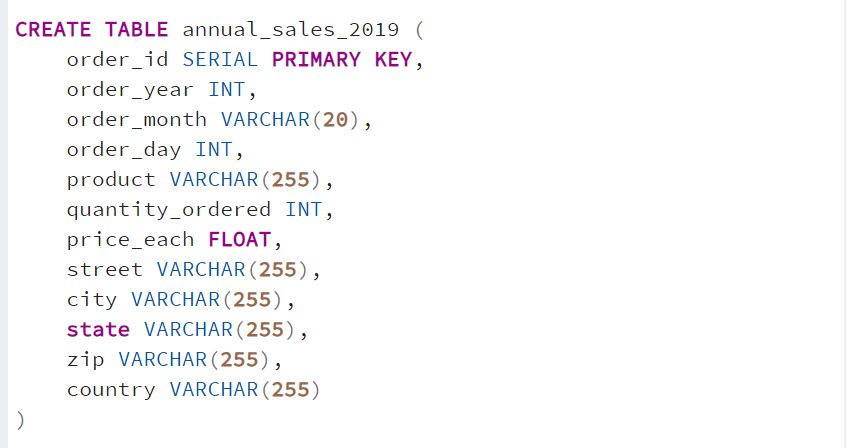 CREATE TABLE annual_sales_2019 (
    order_id SERIAL PRIMARY KEY,
    order_year INT,
    order_month VARCHAR(20),
    order_day INT,
    product VARCHAR(255),
    quantity_ordered INT,
    price_each FLOAT,
    street VARCHAR(255),
    city VARCHAR(255),
    state VARCHAR(255),
    zip VARCHAR(255),
    country VARCHAR(255)
)